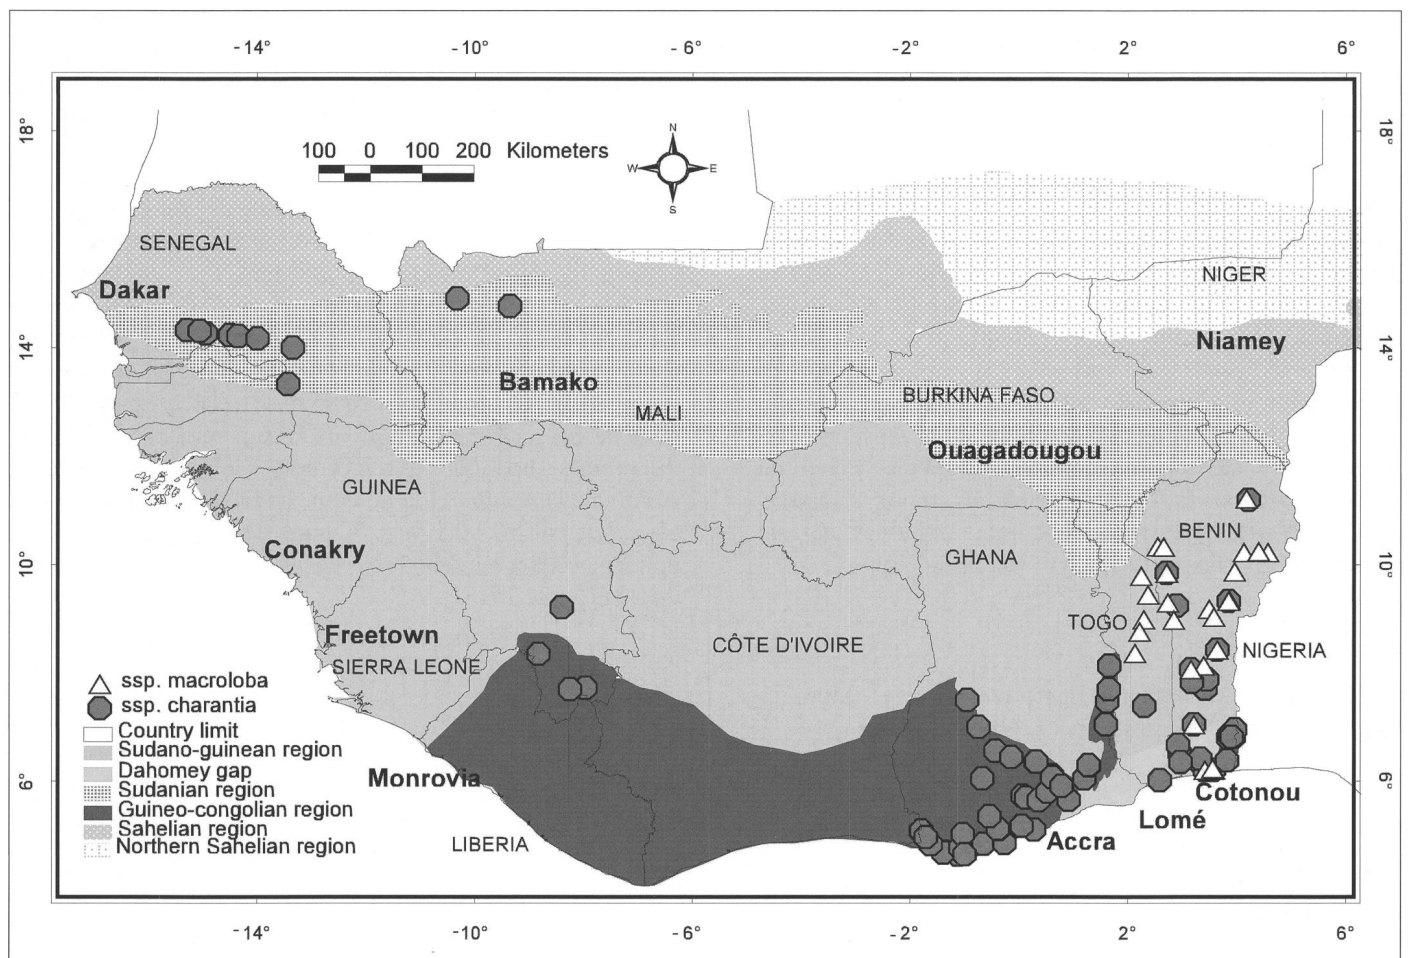 -14° -10° -6° -2° 2° 6°
18° 18°
N
100 0 100 200 Kilometers
W E
S
SENEGAL
NIGER
Dakar
14° Niamey 14°
Bamako
BURKINA FASO
MALI
Ouagadougou
GUINEA
BENIN
Conakry
GHANA
10° 10°
TOGO
Freetown
CÔTE D'IVOIRE
NIGERIA
SIERRA LEONE
ssp. macroloba
ssp. charantia
Country limit
Sudano-guinean region
Dahomey gap
Sudanian region
Guineo-congolian region
Sahelian region
Northern Sahelian region
6° Monrovia 6°
Cotonou
Lomé
LIBERIA
Accra
-14° -10° -6° -2° 2° 6°